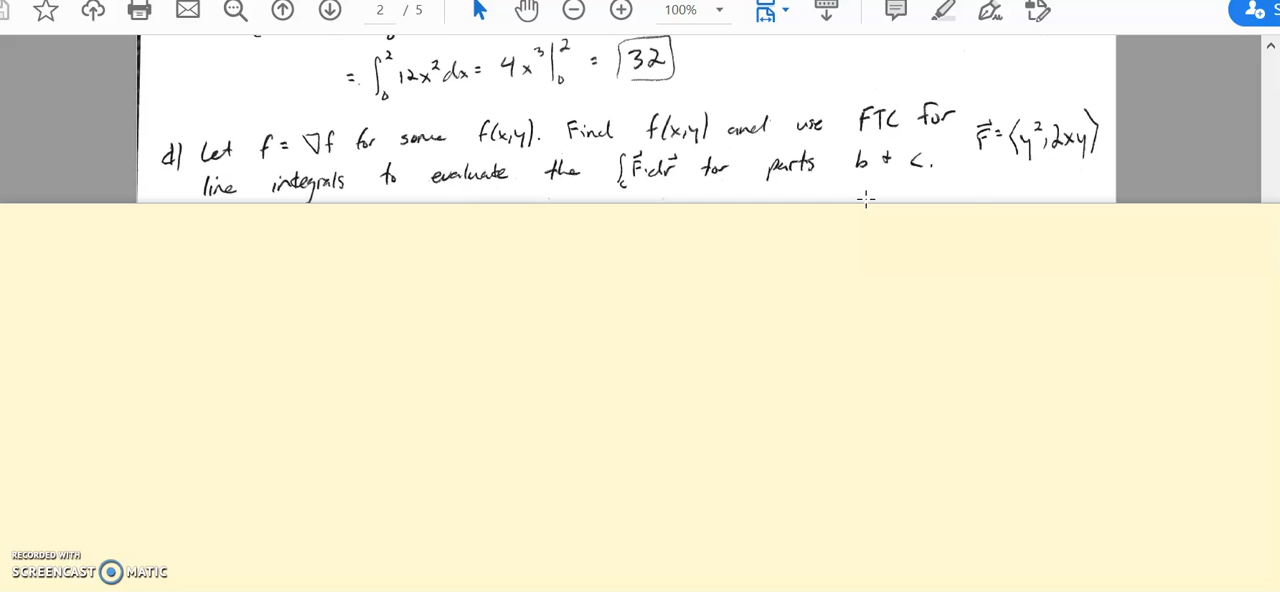 2 / 5
100%
S
= ∫₀² 12x² dx = 4x³ |₀² = 32
d) Let f = ∇f for some f(x,y). Find f(x,y) and use FTC for F⃗ = ⟨y², 2xy⟩
line integrals to evaluate the ∫_c F⃗·dr⃗ for parts b + c.
RECORDED WITH
SCREENCAST MATIC